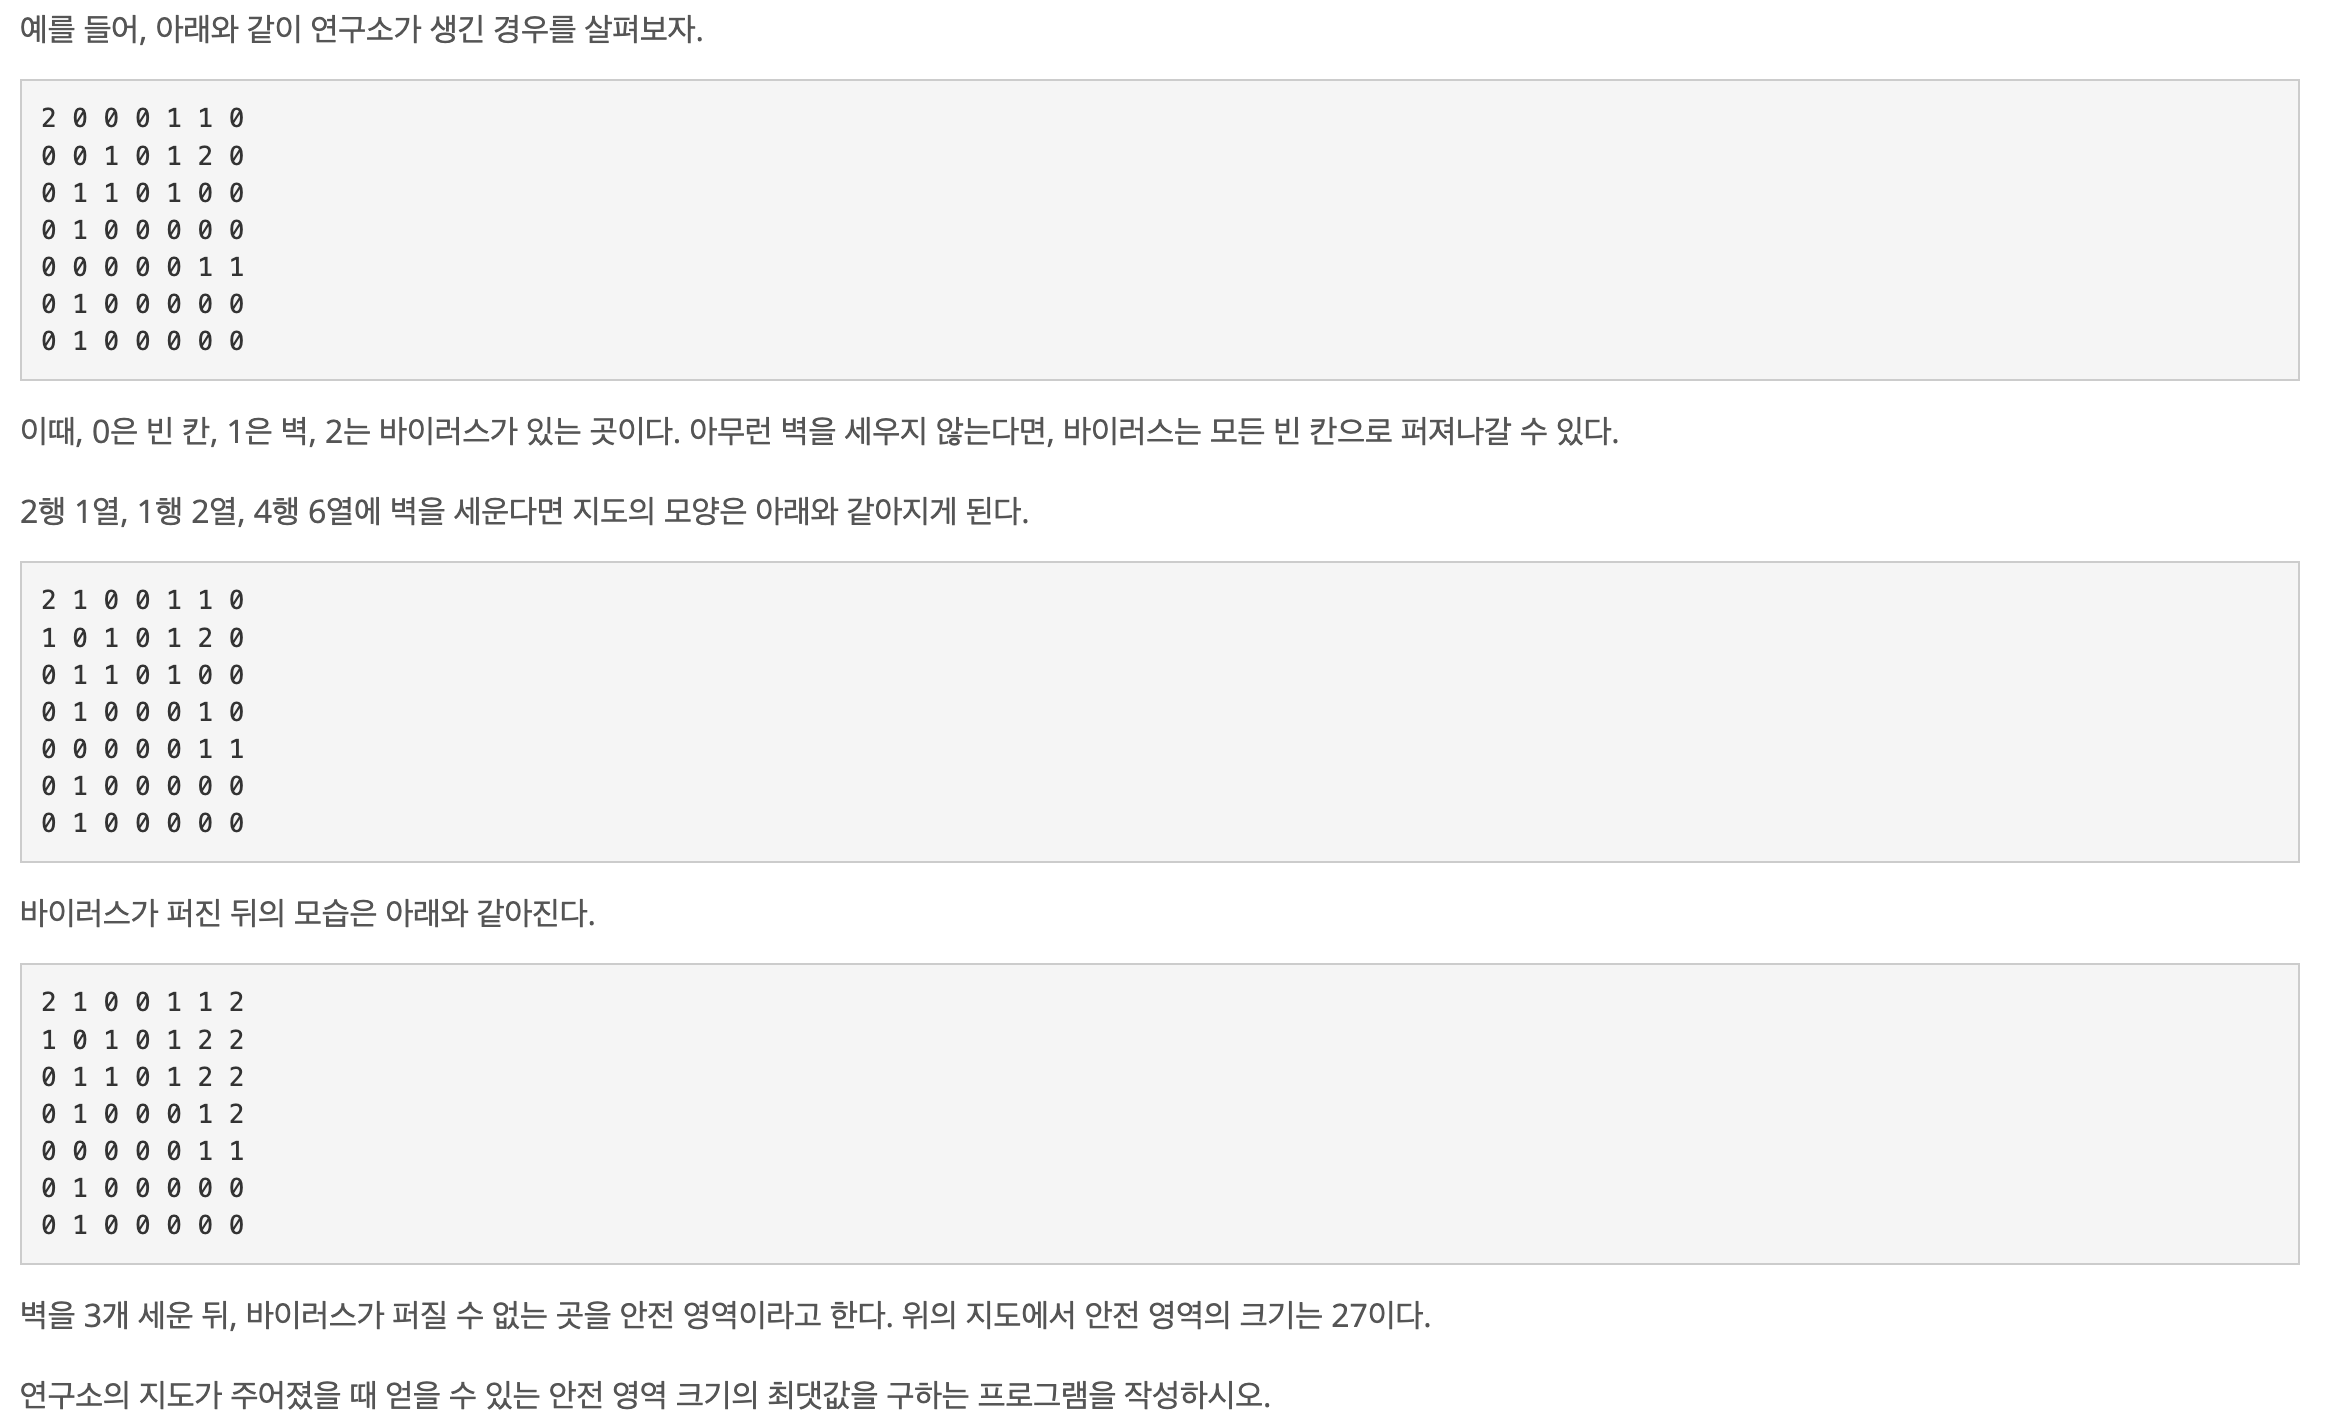 예를 들어, 아래와 같이 연구소가 생긴 경우를 살펴보자.
2 0 0 0 1 1 0
0 0 1 0 1 2 0
0 1 1 0 1 0 0
0 1 0 0 0 0 0
0 0 0 0 0 1 1
0 1 0 0 0 0 0
0 1 0 0 0 0 0
이때, 0은 빈 칸, 1은 벽, 2는 바이러스가 있는 곳이다. 아무런 벽을 세우지 않는다면, 바이러스는 모든 빈 칸으로 퍼져나갈 수 있다.
2행 1열, 1행 2열, 4행 6열에 벽을 세운다면 지도의 모양은 아래와 같아지게 된다.
2 1 0 0 1 1 0
1 0 1 0 1 2 0
0 1 1 0 1 0 0
0 1 0 0 0 1 0
0 0 0 0 0 1 1
0 1 0 0 0 0 0
0 1 0 0 0 0 0
바이러스가 퍼진 뒤의 모습은 아래와 같아진다.
2 1 0 0 1 1 2
1 0 1 0 1 2 2
0 1 1 0 1 2 2
0 1 0 0 0 1 2
0 0 0 0 0 1 1
0 1 0 0 0 0 0
0 1 0 0 0 0 0
벽을 3개 세운 뒤, 바이러스가 퍼질 수 없는 곳을 안전 영역이라고 한다. 위의 지도에서 안전 영역의 크기는 27이다.
연구소의 지도가 주어졌을 때 얻을 수 있는 안전 영역 크기의 최댓값을 구하는 프로그램을 작성하시오.